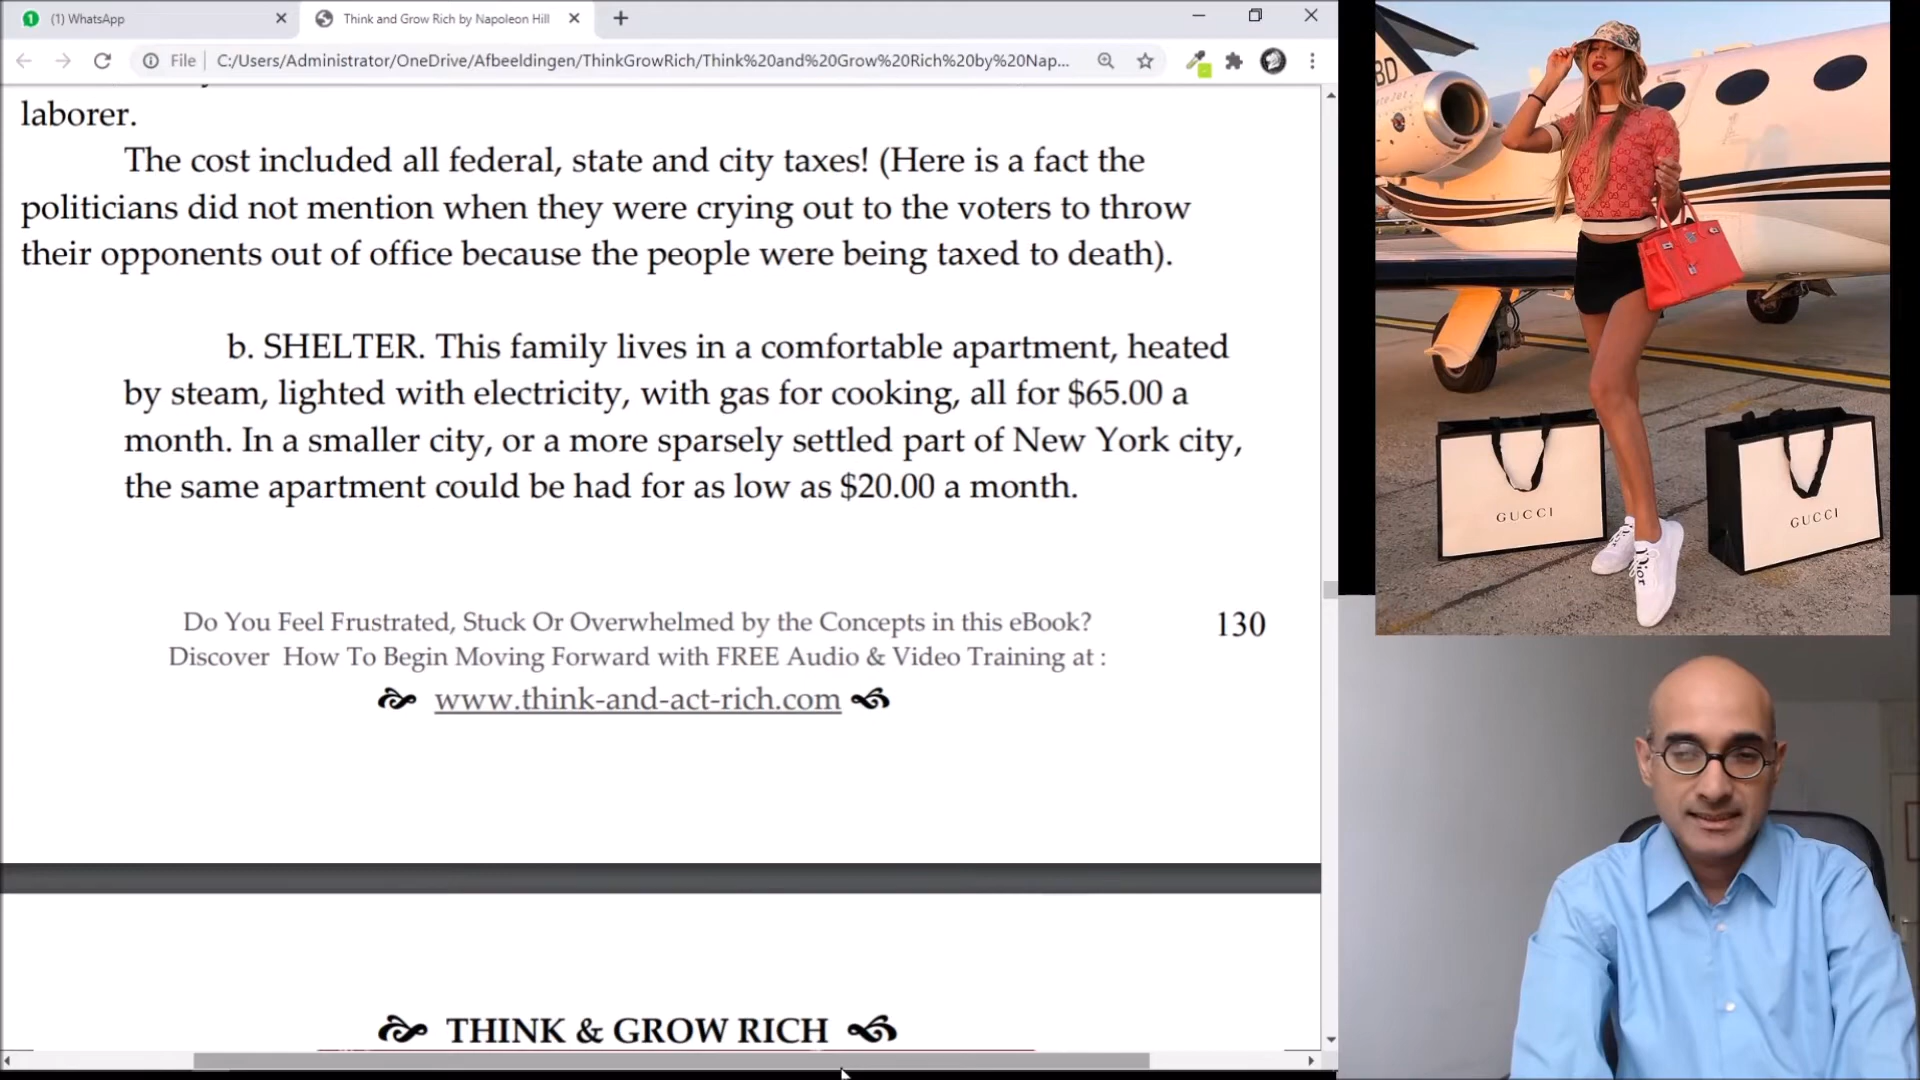 (1) WhatsApp
Think and Grow Rich by Napoleon Hill
File
C:/Users/Administrator/OneDrive/Afbeeldingen/ThinkGrowRich/Think%20and%20Grow%20Rich%20by%20Nap...
laborer.
The cost included all federal, state and city taxes! (Here is a fact the
politicians did not mention when they were crying out to the voters to throw
their opponents out of office because the people were being taxed to death).
b. SHELTER. This family lives in a comfortable apartment, heated
by steam, lighted with electricity, with gas for cooking, all for $65.00 a
month. In a smaller city, or a more sparsely settled part of New York city,
the same apartment could be had for as low as $20.00 a month.
Do You Feel Frustrated, Stuck Or Overwhelmed by the Concepts in this eBook?
130
Discover How To Begin Moving Forward with FREE Audio & Video Training at :
www.think-and-act-rich.com
THINK & GROW RICH
BD
GUCCI
GUCCI
Dior